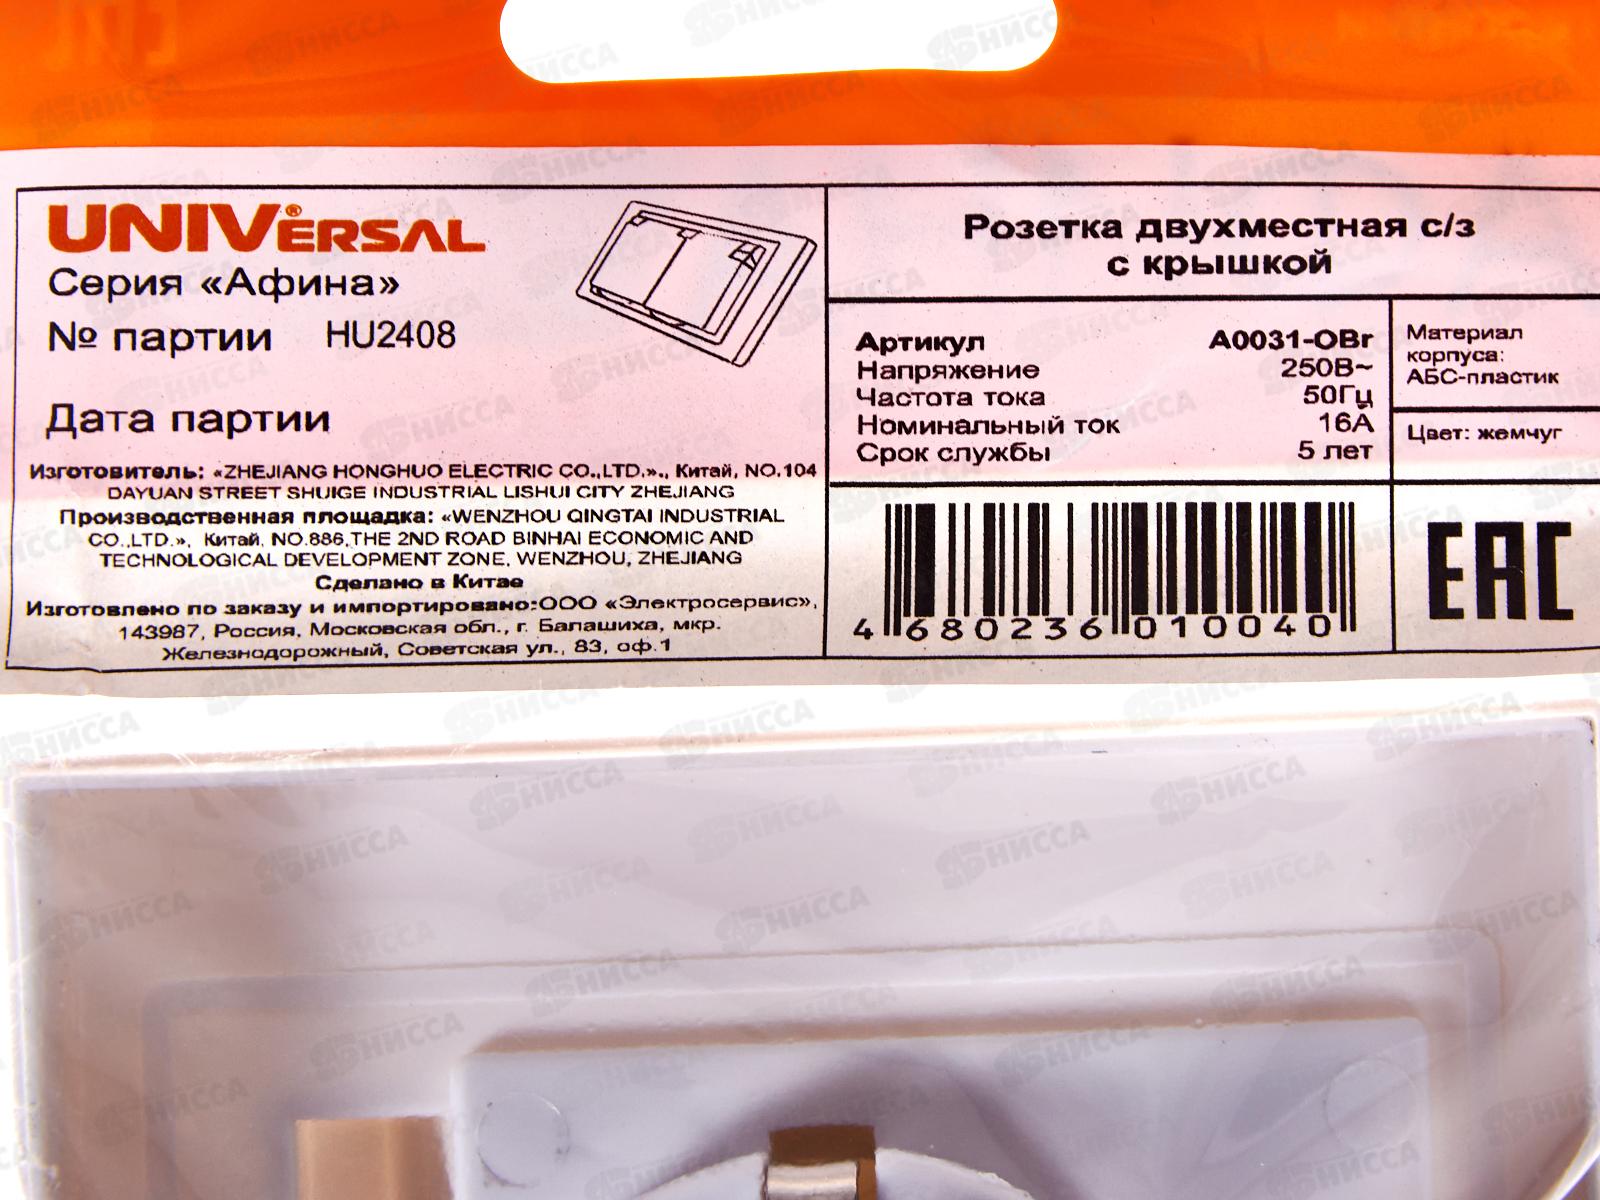 UNIVERSAL®
Серия «Афина»
№ партии HU2408
Дата партии
Изготовитель: «ZHEJIANG HONGHUO ELECTRIC CO.,LTD.»., Китай, NO.104
DAYUAN STREET SHUIGE INDUSTRIAL LISHUI CITY ZHEJIANG
Производственная площадка: «WENZHOU QINGTAI INDUSTRIAL
CO.,LTD.», Китай, NO.886,THE 2ND ROAD BINHAI ECONOMIC AND
TECHNOLOGICAL DEVELOPMENT ZONE, WENZHOU, ZHEJIANG
Сделано в Китае
Изготовлено по заказу и импортировано:ООО «Электросервис»,
143987, Россия, Московская обл., г. Балашиха, мкр.
Железнодорожный, Советская ул., 83, оф.1
Розетка двухместная с/з
с крышкой
Артикул A0031-OBr
Напряжение 250В~
Частота тока 50Гц
Номинальный ток 16А
Срок службы 5 лет
Материал
корпуса:
АБС-пластик
Цвет: жемчуг
4 680236 010040
EAC
НИССА